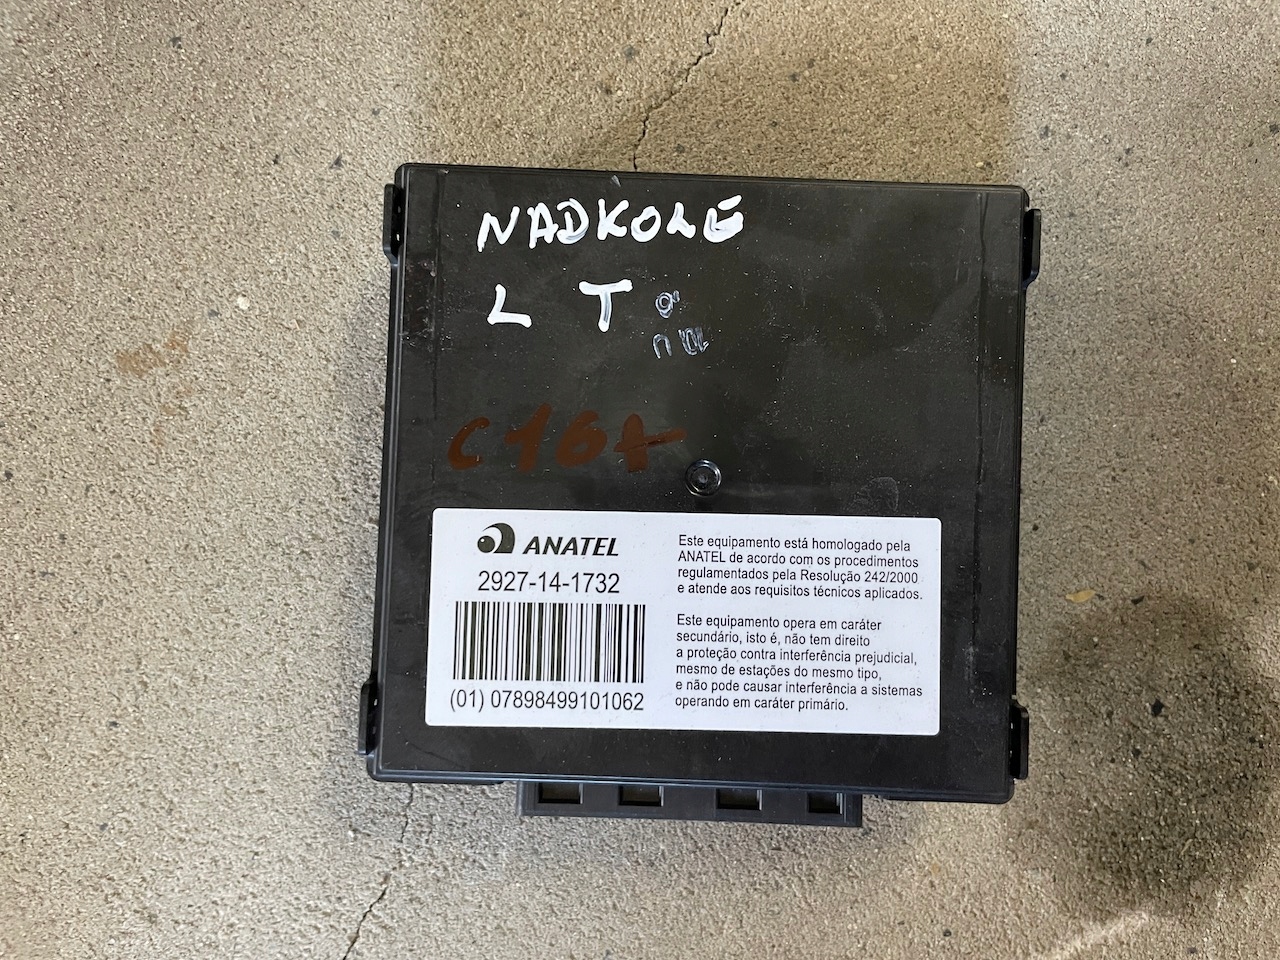 NADKOLE
L T
ANATEL
2927-14-1732
(01) 07898499101062
Este equipamento está homologado pela
ANATEL de acordo com os procedimentos
regulamentados pela Resolução 242/2000
e atende aos requisitos técnicos aplicados.
Este equipamento opera em caráter
secundário, isto é, não tem direito
a proteção contra interferência prejudicial,
mesmo de estações do mesmo tipo,
e não pode causar interferência a sistemas
operando em caráter primário.